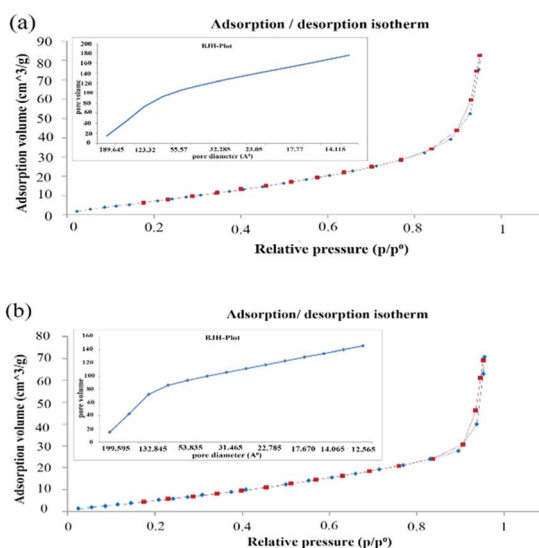 (a)
Adsorption / desorption isotherm
Adsorption volume (cm^3/g)
90
80
70
60
50
40
30
20
10
0
BJH-Plot
pore volume
200
180
160
140
120
100
80
60
40
20
0
189.645 123.32 55.57 32.285 23.05 17.77 14.115
pore diameter (A°)
0.2 0.4 0.6 0.8 1
Relative pressure (p/p°)
(b)
Adsorption/ desorption isotherm
Adsorption volume (cm^3/g)
80
70
60
50
40
30
20
10
0
BJH-Plot
pore volume
160
140
120
100
80
60
40
20
0
199.595 132.845 53.835 31.465 22.785 17.670 14.065 12.565
pore diameter (A°)
0.2 0.4 0.6 0.8 1
Relative pressure (p/p°)